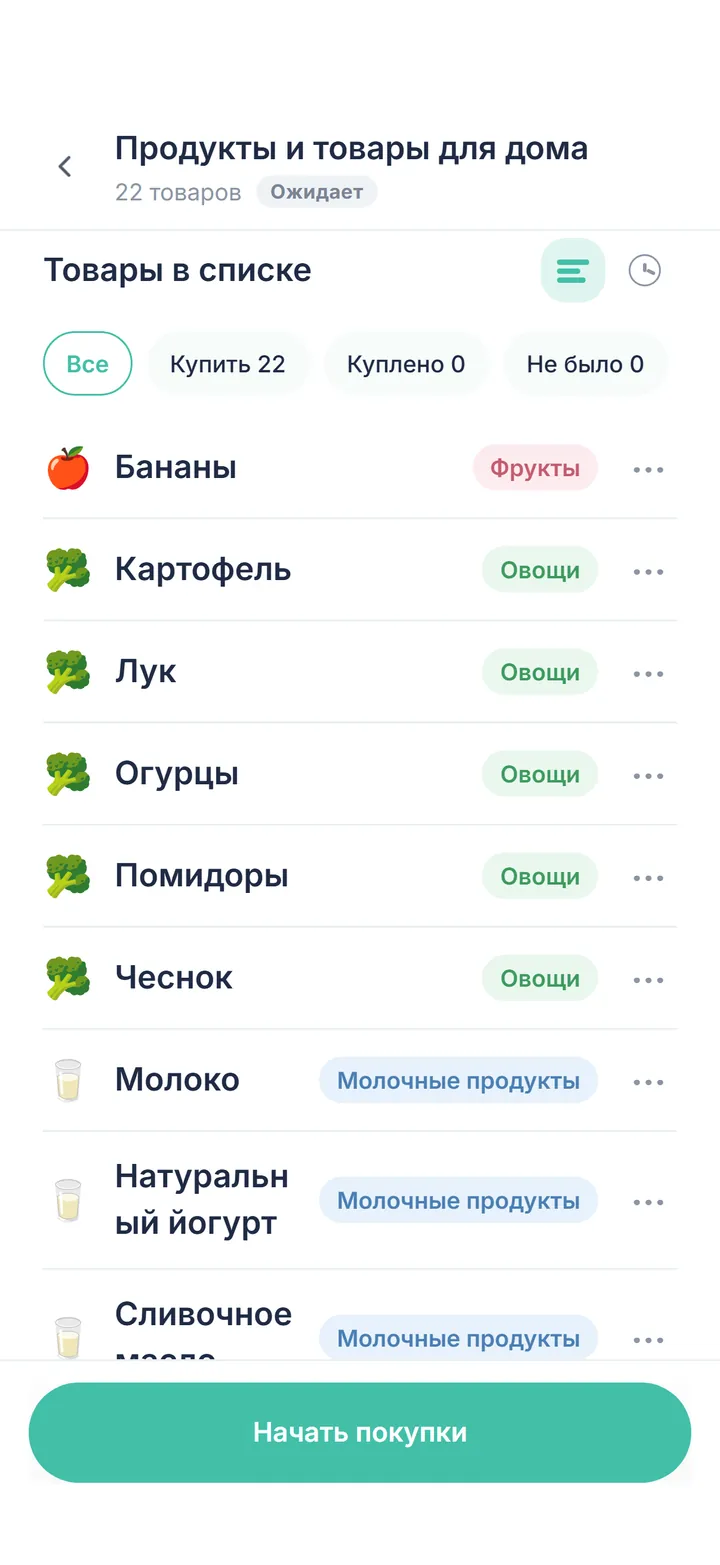 Продукты и товары для дома
22 товаров Ожидает
Товары в списке
Все Купить 22 Куплено 0 Не было 0
Бананы Фрукты
Картофель Овощи
Лук Овощи
Огурцы Овощи
Помидоры Овощи
Чеснок Овощи
Молоко Молочные продукты
Натуральн
ый йогурт Молочные продукты
Сливочное
масло Молочные продукты
Начать покупки